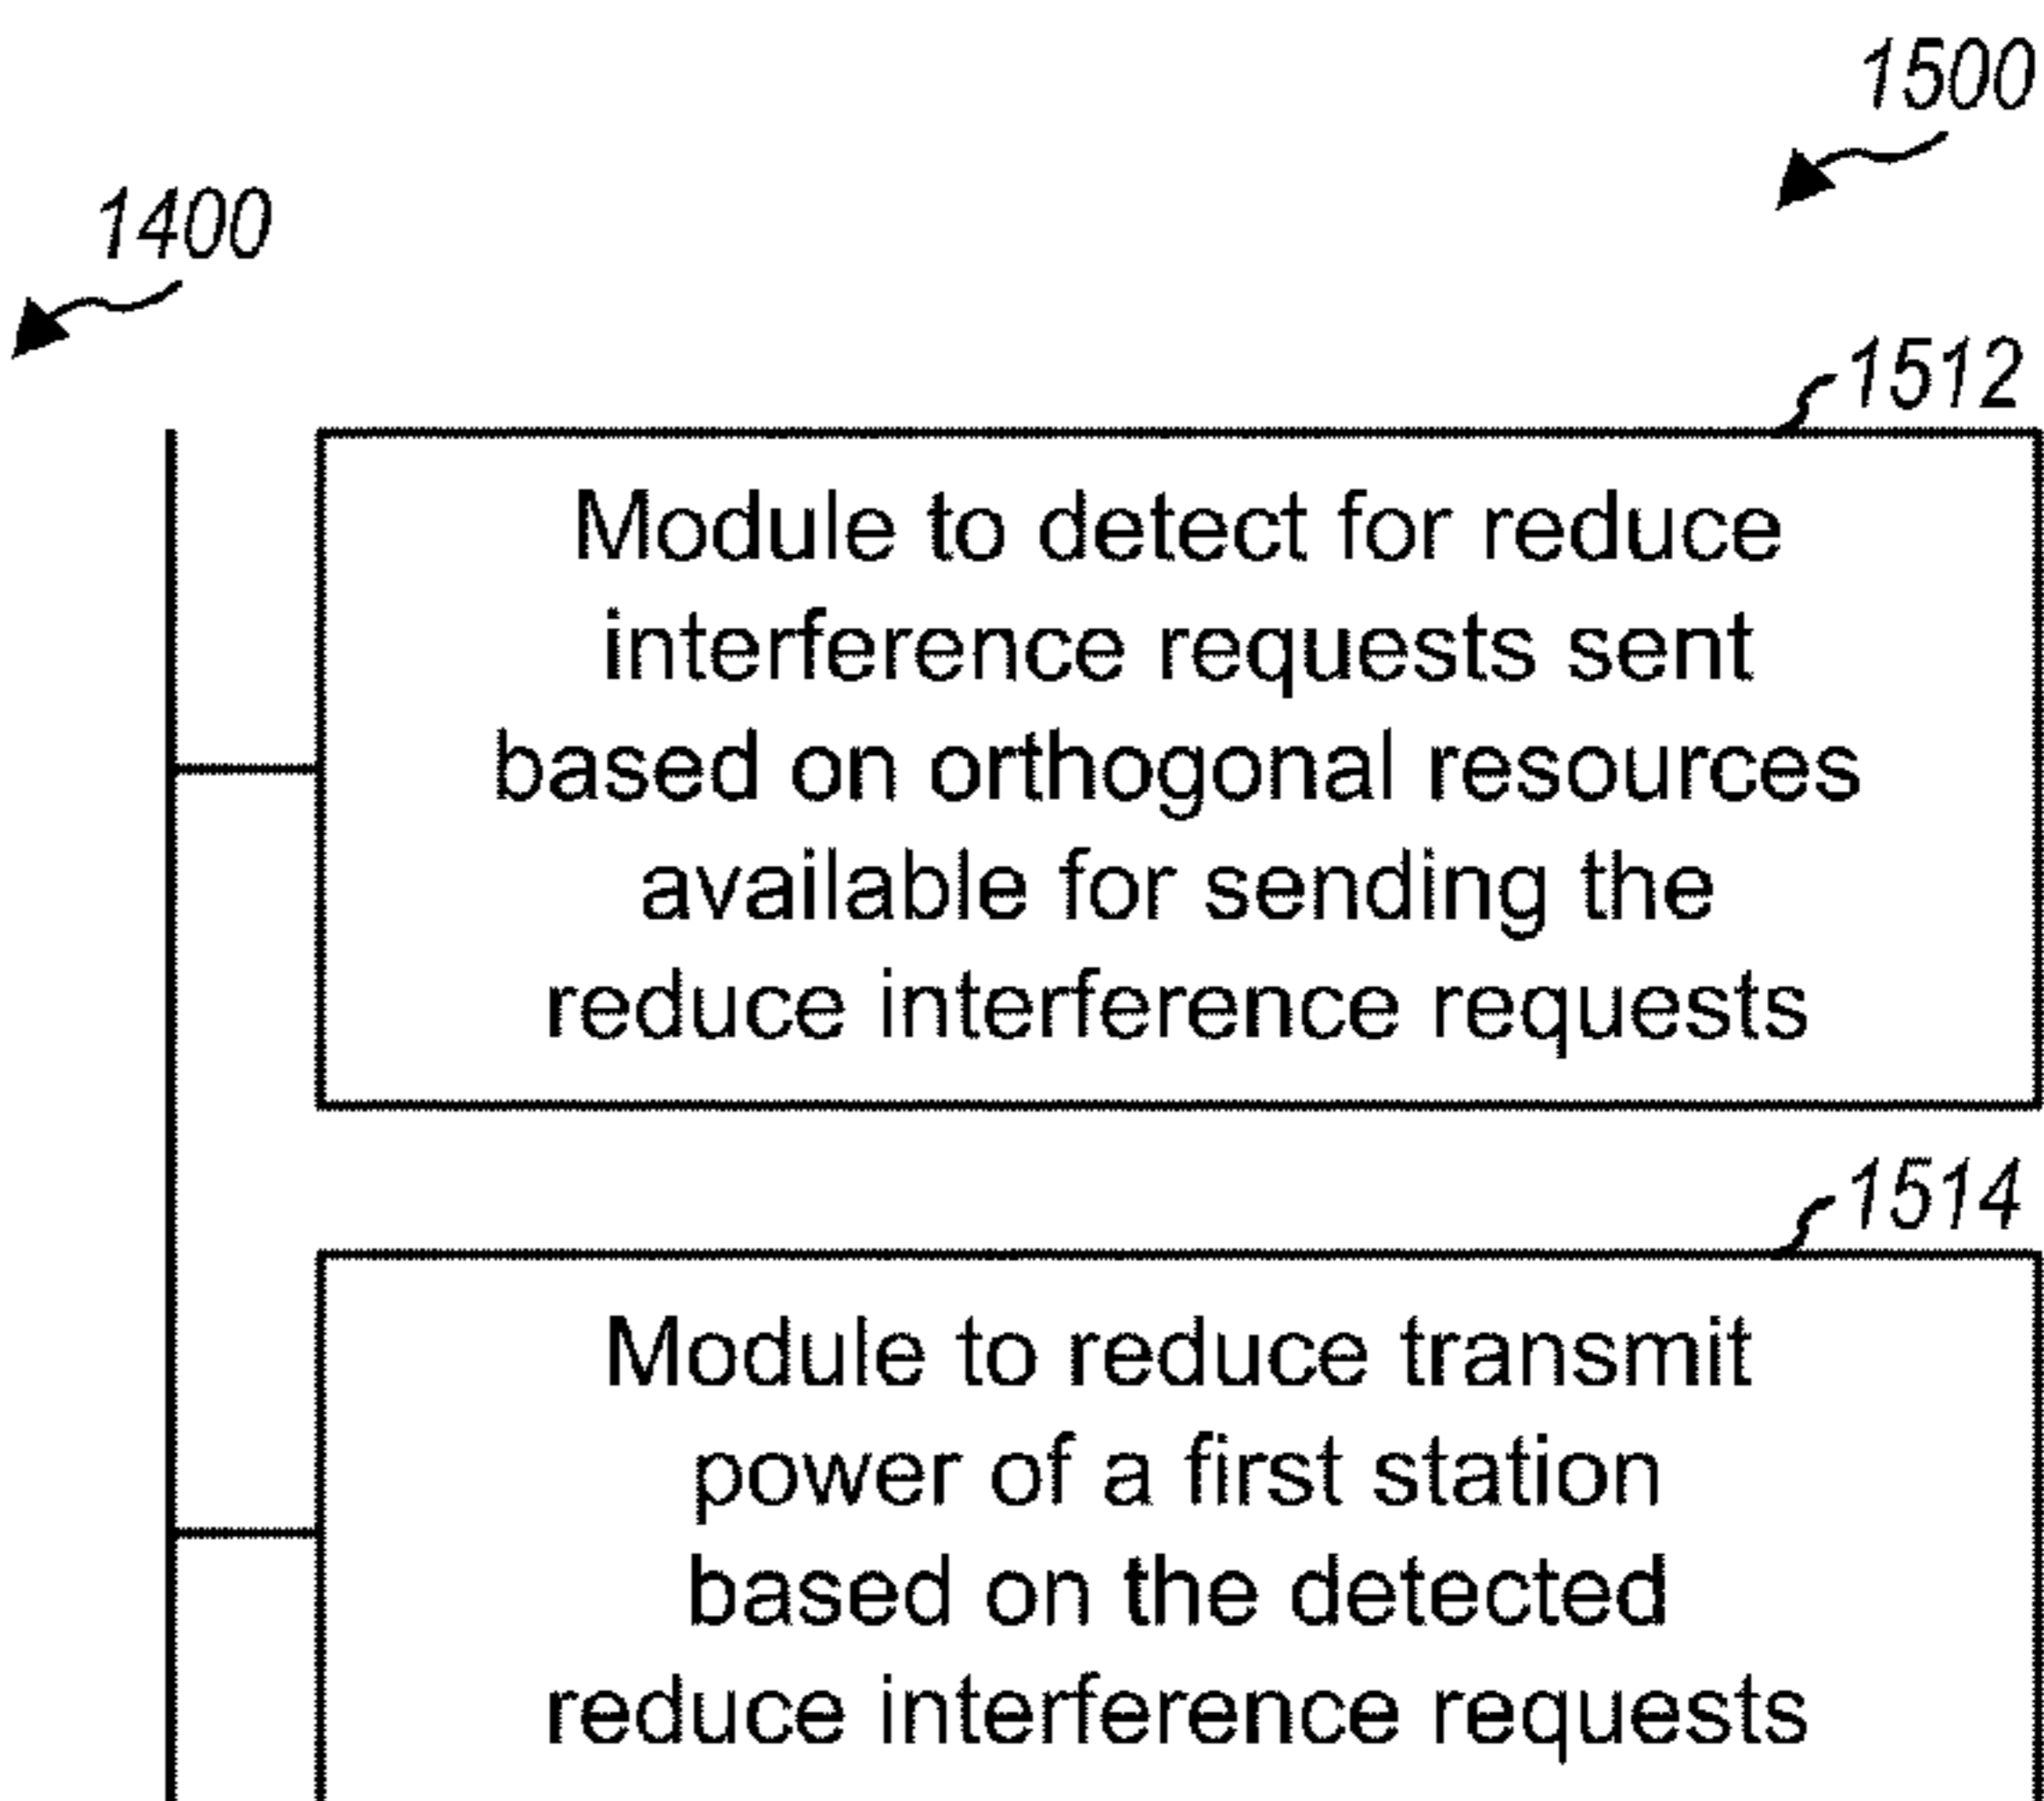 1500
1400
1512
Module to detect for reduce
interference requests sent
based on orthogonal resources
available for sending the
reduce interference requests
1514
Module to reduce transmit
power of a first station
based on the detected
reduce interference requests